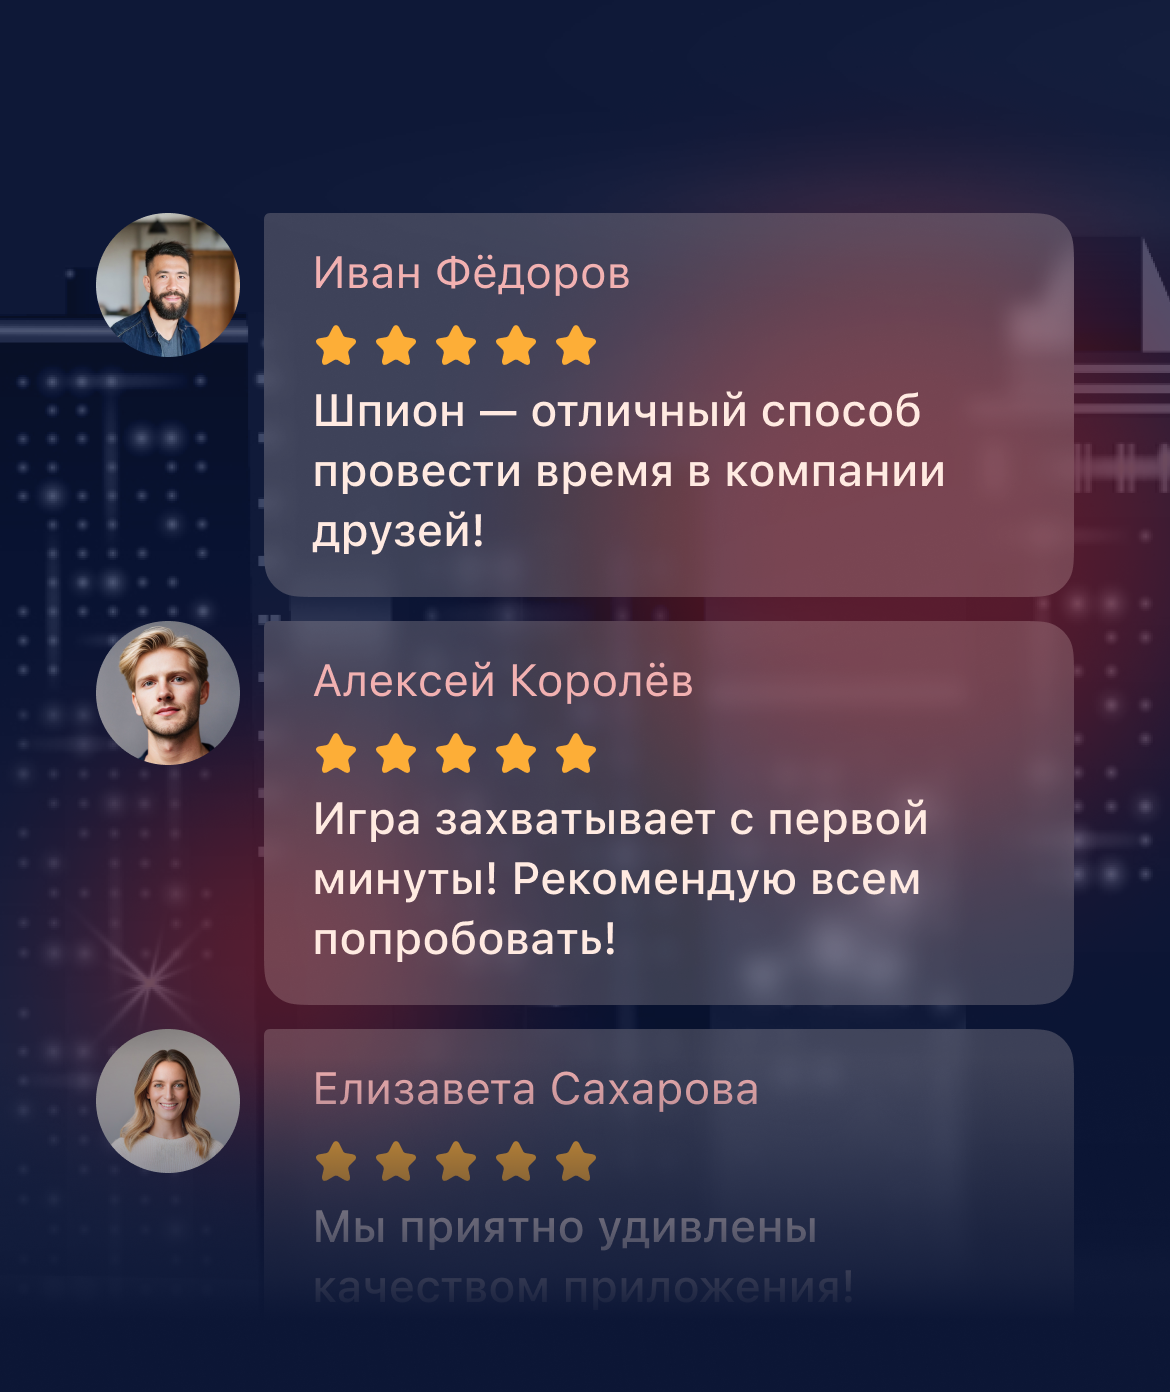 Иван Фёдоров
Шпион — отличный способ
провести время в компании
друзей!
Алексей Королёв
Игра захватывает с первой
минуты! Рекомендую всем
попробовать!
Елизавета Сахарова
Мы приятно удивлены
качеством приложения!